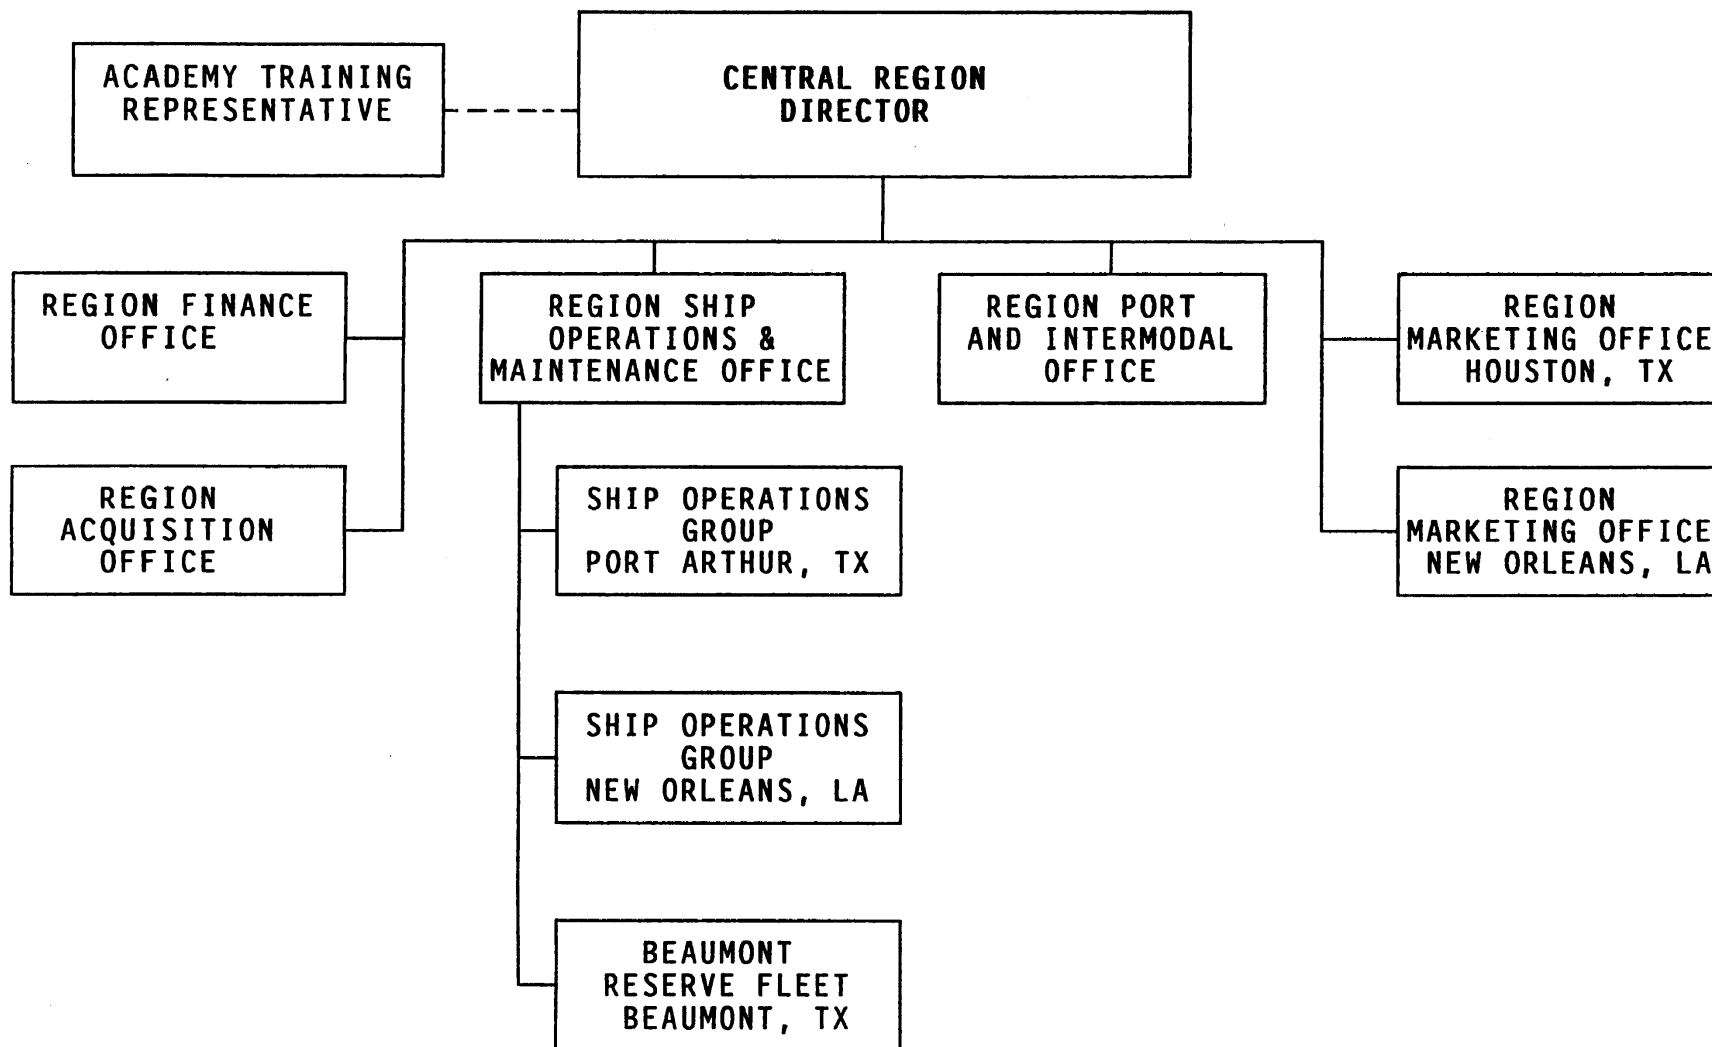 ACADEMY TRAINING
REPRESENTATIVE
CENTRAL REGION
DIRECTOR
REGION FINANCE
OFFICE
REGION SHIP
OPERATIONS &
MAINTENANCE OFFICE
REGION PORT
AND INTERMODAL
OFFICE
REGION
MARKETING OFFICE
HOUSTON, TX
REGION
ACQUISITION
OFFICE
SHIP OPERATIONS
GROUP
PORT ARTHUR, TX
REGION
MARKETING OFFICE
NEW ORLEANS, LA
SHIP OPERATIONS
GROUP
NEW ORLEANS, LA
BEAUMONT
RESERVE FLEET
BEAUMONT, TX